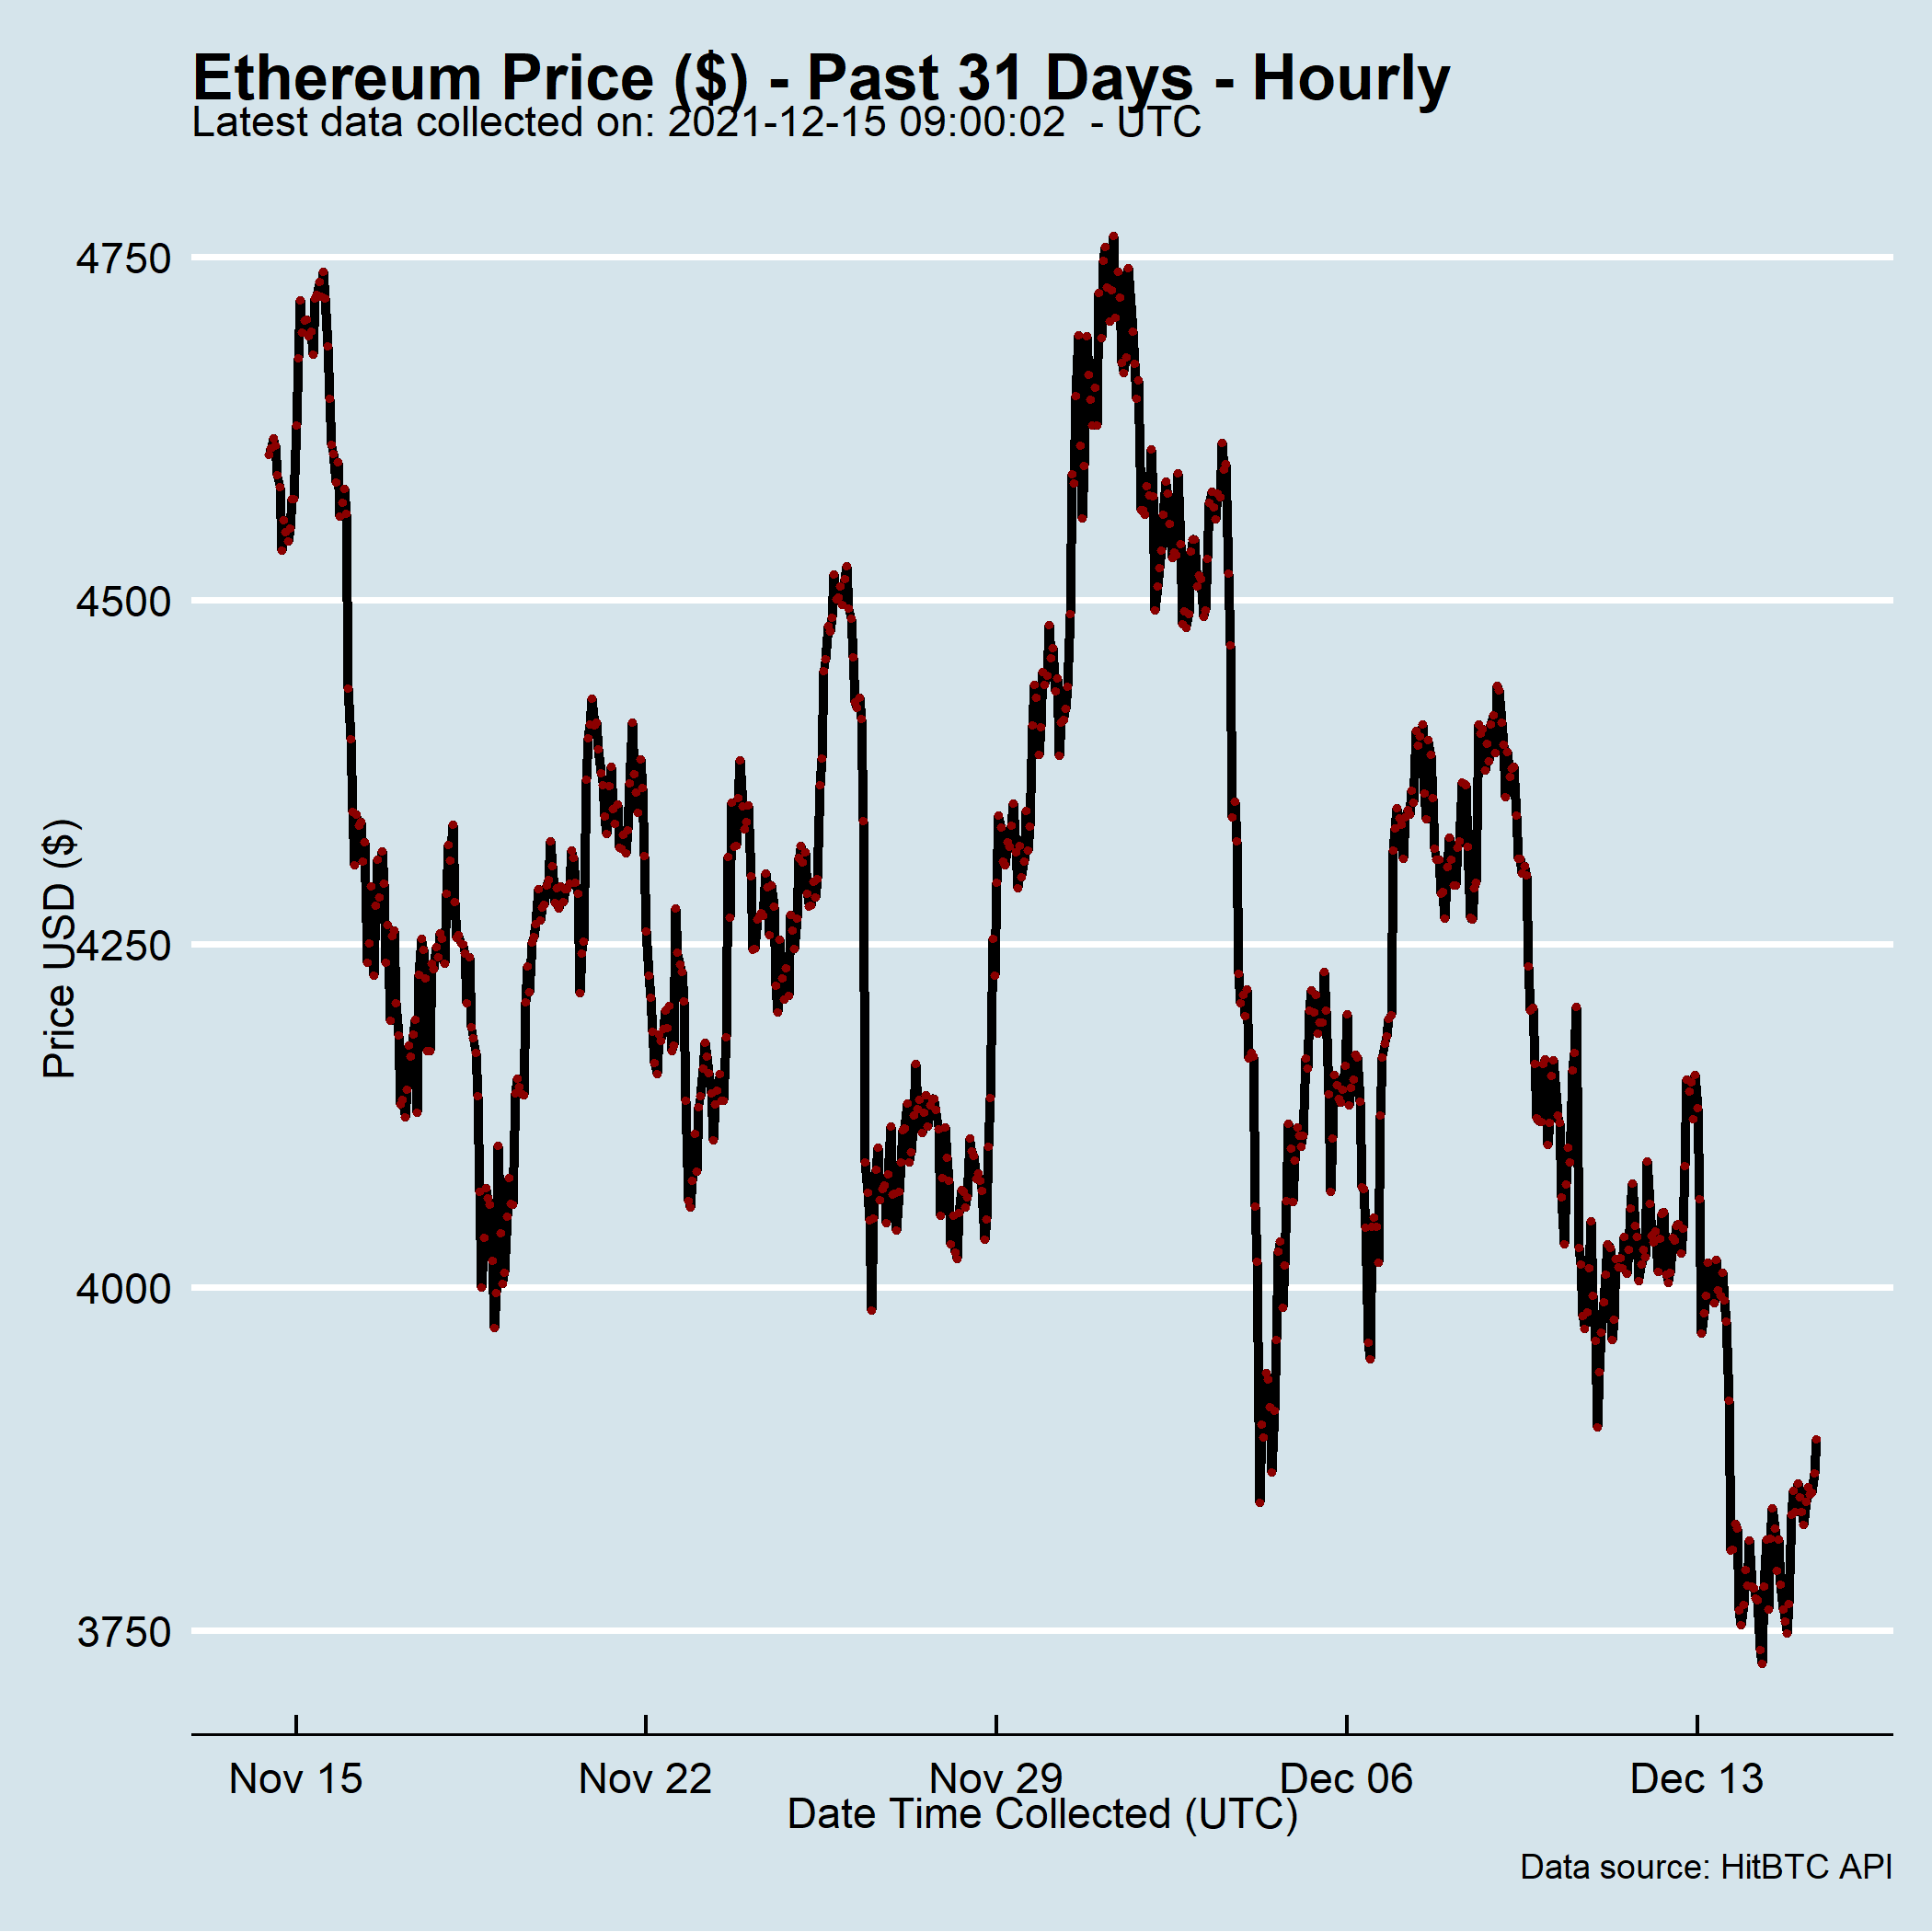 Ethereum Price ($) - Past 31 Days - Hourly
Latest data collected on: 2021-12-15 09:00:02  - UTC
4750
4500
4250
4000
3750
Price USD ($)
Nov 15
Nov 22
Nov 29
Dec 06
Dec 13
Date Time Collected (UTC)
Data source: HitBTC API